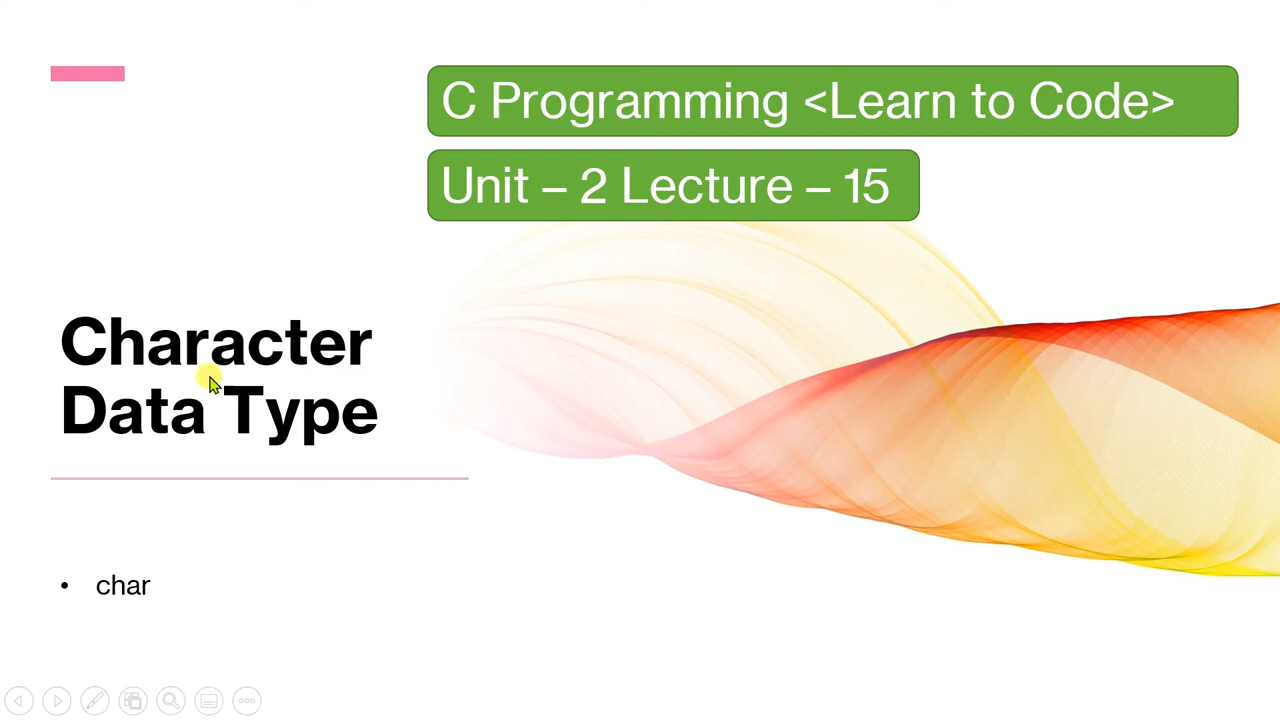 C Programming <Learn to Code>
Unit – 2 Lecture – 15
Character
Data Type
• char